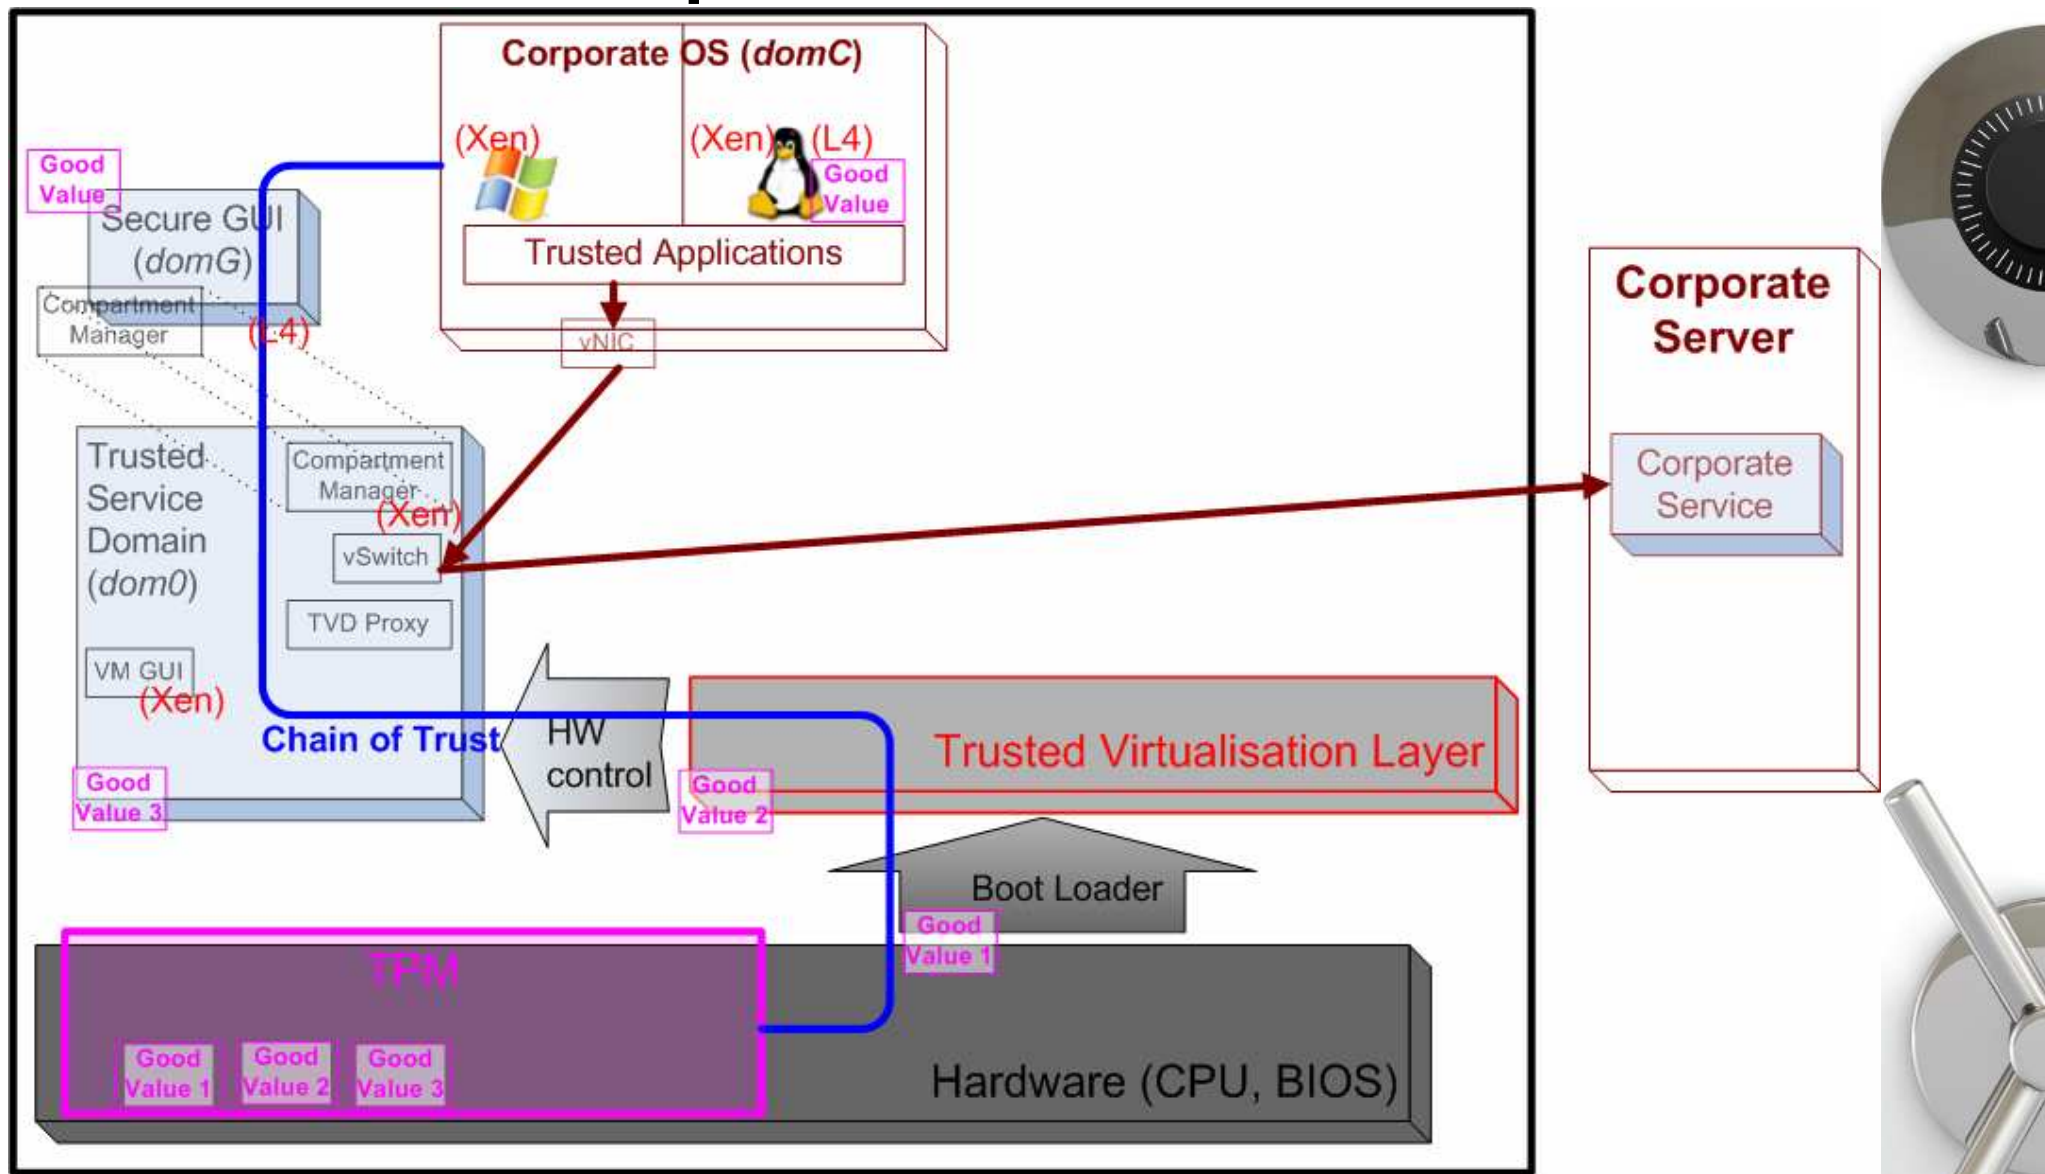 Corporate OS (domC)
(Xen)
(Xen)
(L4)
Good
Value
Good
Value
Secure GUI
(domG)
Trusted Applications
Compartment
Manager
(L4)
vNIC
Corporate
Server
Trusted
Service
Domain
(dom0)
Compartment
Manager
(Xen)
vSwitch
TVD Proxy
VM GUI
(Xen)
Corporate
Service
Chain of Trust
HW
control
Trusted Virtualisation Layer
Good
Value 3
Good
Value 2
Boot Loader
Good
Value 1
TPM
Good
Value 1
Good
Value 2
Good
Value 3
Hardware (CPU, BIOS)